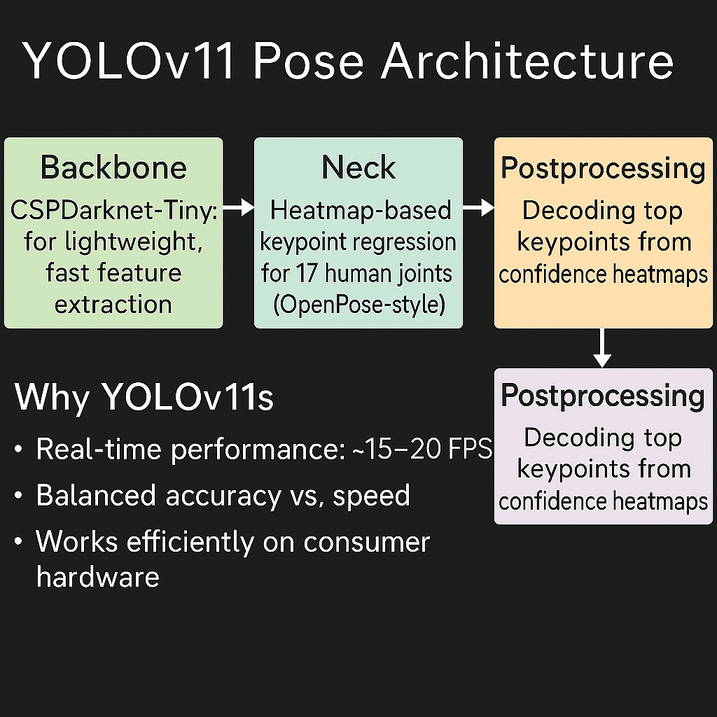 YOLOv11 Pose Architecture
Backbone
CSPDarknet-Tiny:
for lightweight,
fast feature
extraction
Neck
Heatmap-based
keypoint regression
for 17 human joints
(OpenPose-style)
Postprocessing
Decoding top
keypoints from
confidence heatmaps
Postprocessing
Decoding top
keypoints from
confidence heatmaps
Why YOLOv11s
• Real-time performance: ~15–20 FPS
• Balanced accuracy vs, speed
• Works efficiently on consumer
hardware